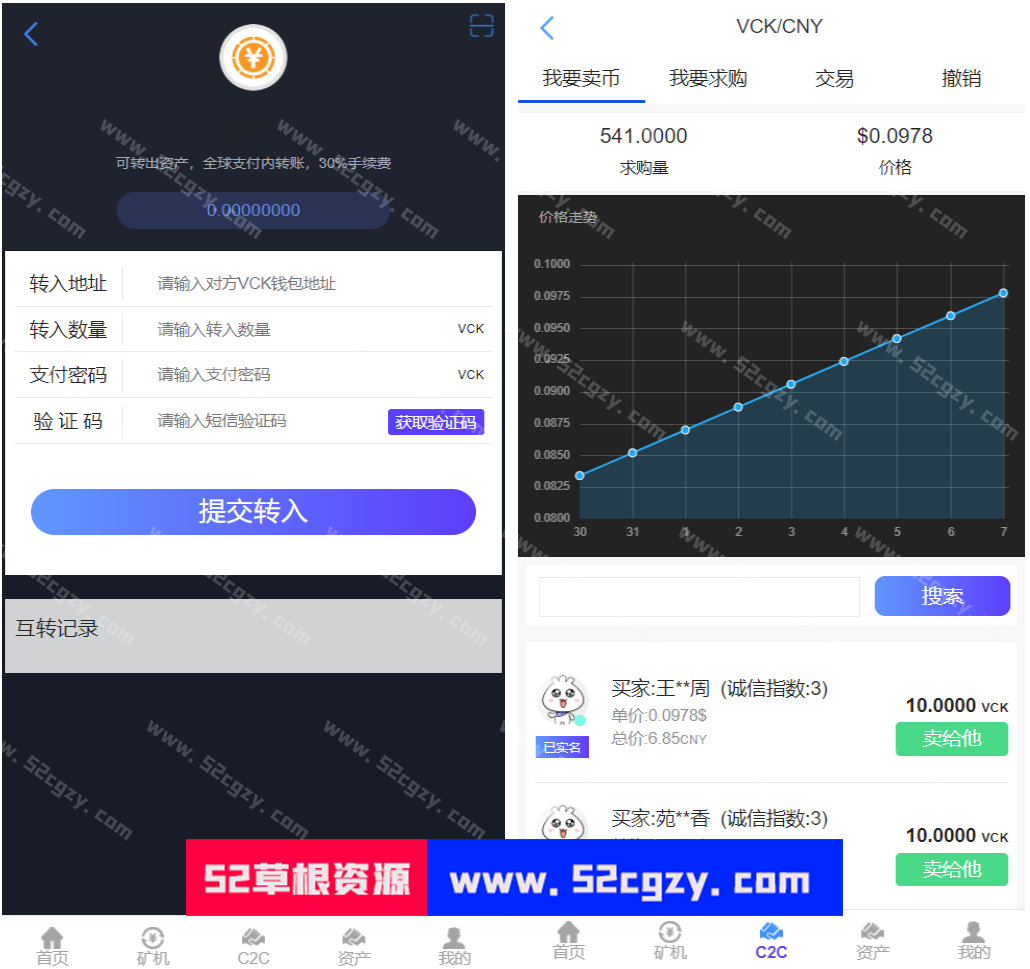 可转出资产，全球支付内转账，30%手续费
0.00000000
转入地址 请输入对方VCK钱包地址
转入数量 请输入转入数量 VCK
支付密码 请输入支付密码 VCK
验 证 码 请输入短信验证码 获取验证码
提交转入
互转记录
首页 矿机 C2C 资产 我的
VCK/CNY
我要卖币 我要求购 交易 撤销
541.0000 $0.0978
求购量 价格
价格走势
0.1000
0.0975
0.0950
0.0925
0.0900
0.0875
0.0850
0.0825
0.0800
30 31 1 2 3 4 5 6 7
搜索
买家:王**周 (诚信指数:3)
单价:0.0978$
总价:6.85CNY
已实名
10.0000 VCK
卖给他
买家:苑**香 (诚信指数:3)
10.0000 VCK
卖给他
首页 矿机 C2C 资产 我的
52草根资源 www.52cgzy.com
www.52cgzy.com